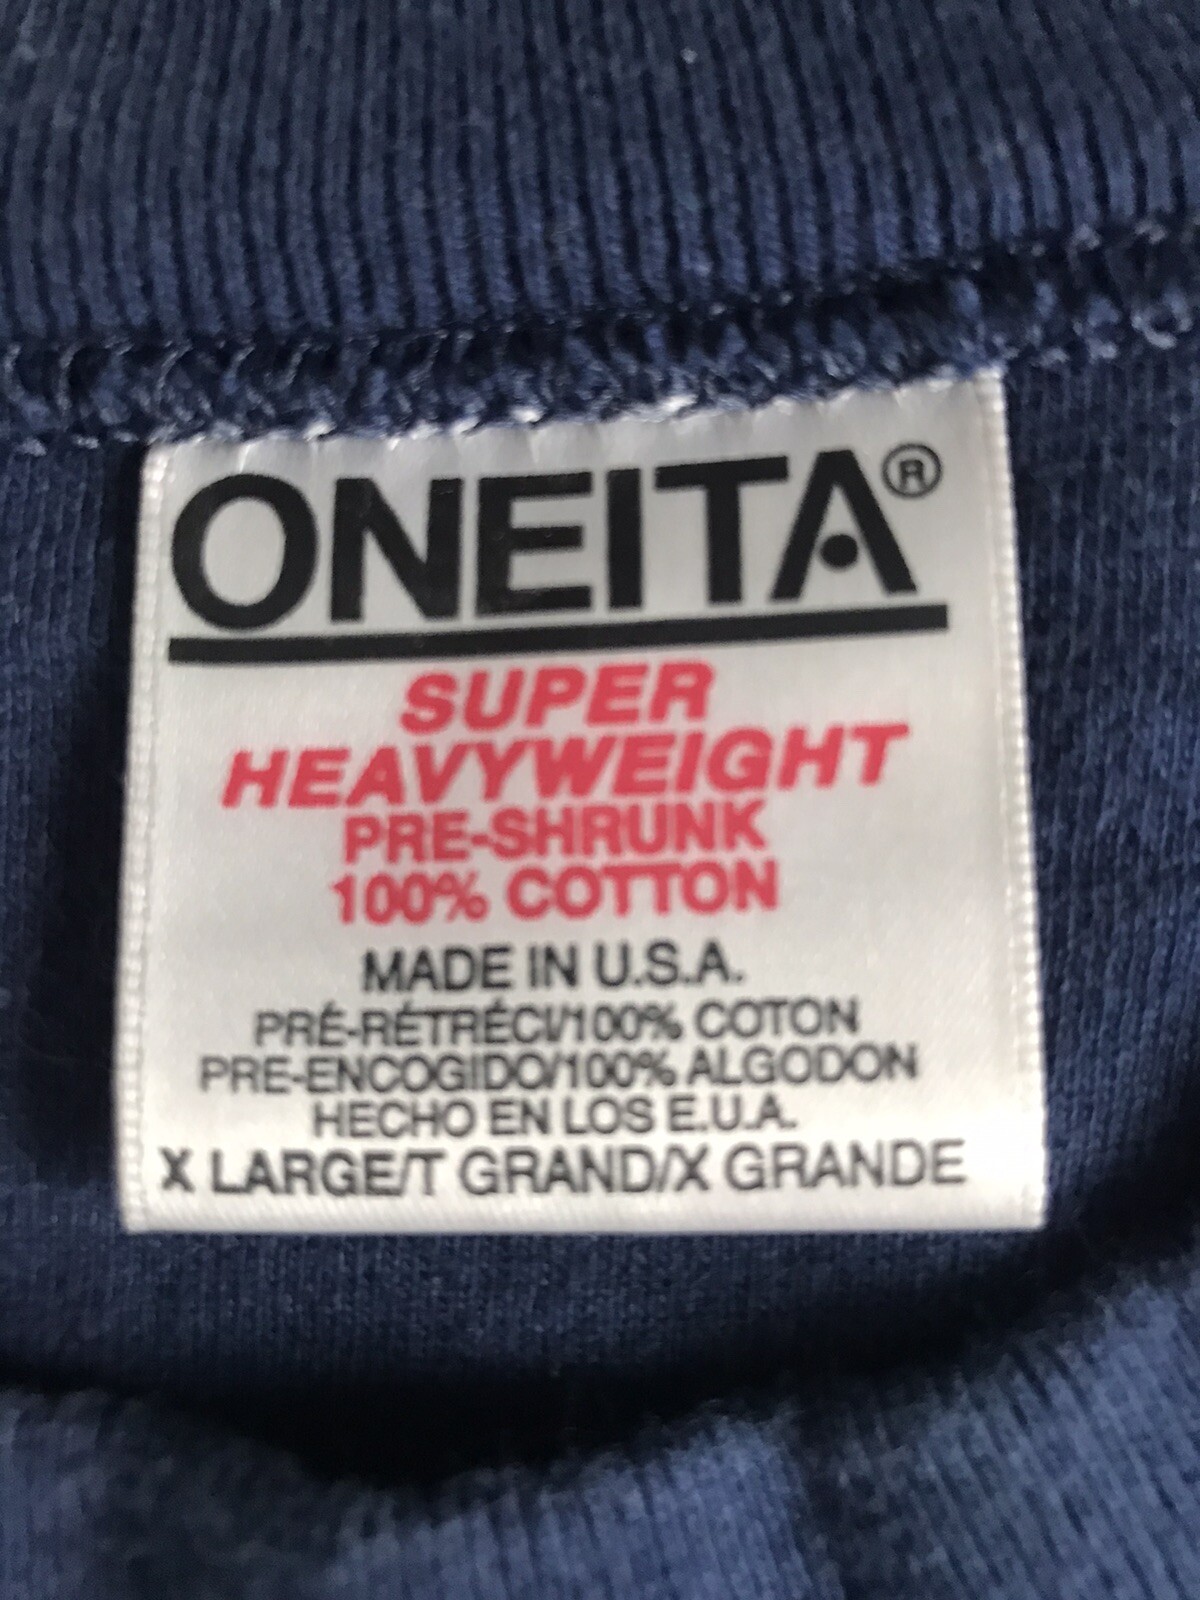 ONEITA®
SUPER
HEAVYWEIGHT
PRE-SHRUNK
100% COTTON
MADE IN U.S.A.
PRÉ-RÉTRÉCI/100% COTON
PRE-ENCOGIDO/100% ALGODON
HECHO EN LOS E.U.A.
X LARGE/T GRAND/X GRANDE